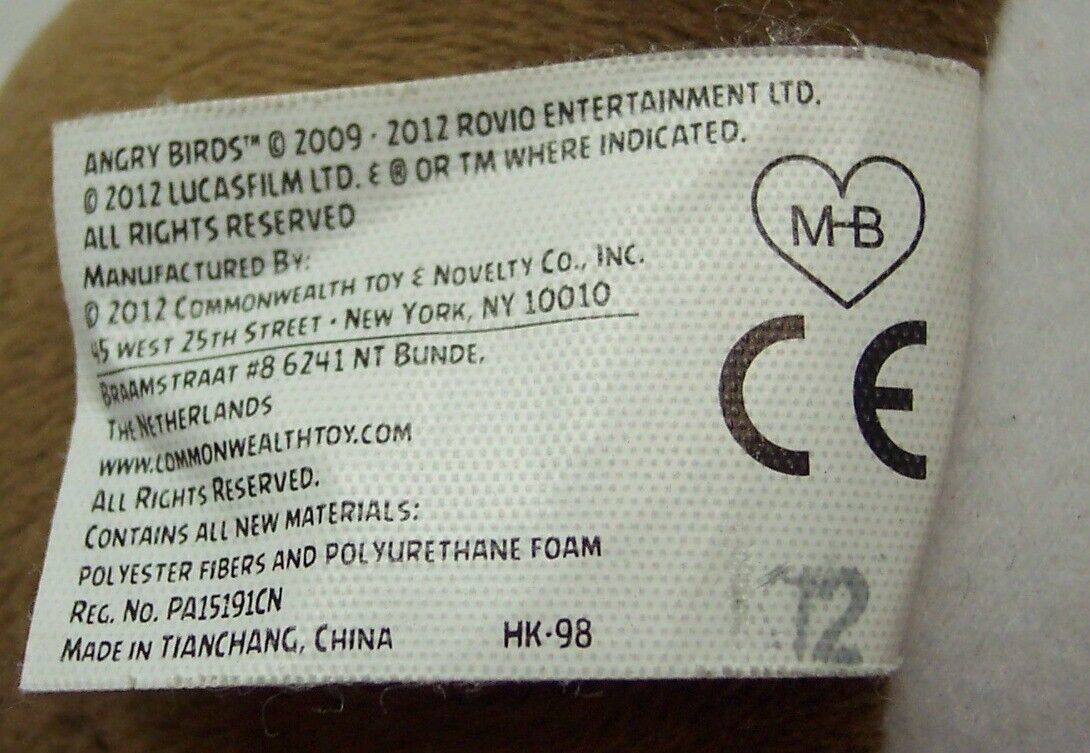 ANGRY BIRDS™ © 2009 - 2012 ROVIO ENTERTAINMENT LTD.
© 2012 LUCASFILM LTD. & ® OR TM WHERE INDICATED.
ALL RIGHTS RESERVED
MANUFACTURED BY:
© 2012 COMMONWEALTH TOY & NOVELTY CO., INC.
45 WEST 25TH STREET · NEW YORK, NY 10010
BRAAMSTRAAT #8 6241 NT BUNDE,
THE NETHERLANDS
WWW.COMMONWEALTHTOY.COM
ALL RIGHTS RESERVED.
CONTAINS ALL NEW MATERIALS:
POLYESTER FIBERS AND POLYURETHANE FOAM
REG. NO. PA15191CN
MADE IN TIANCHANG, CHINA HK-98
M-B
CE
T2